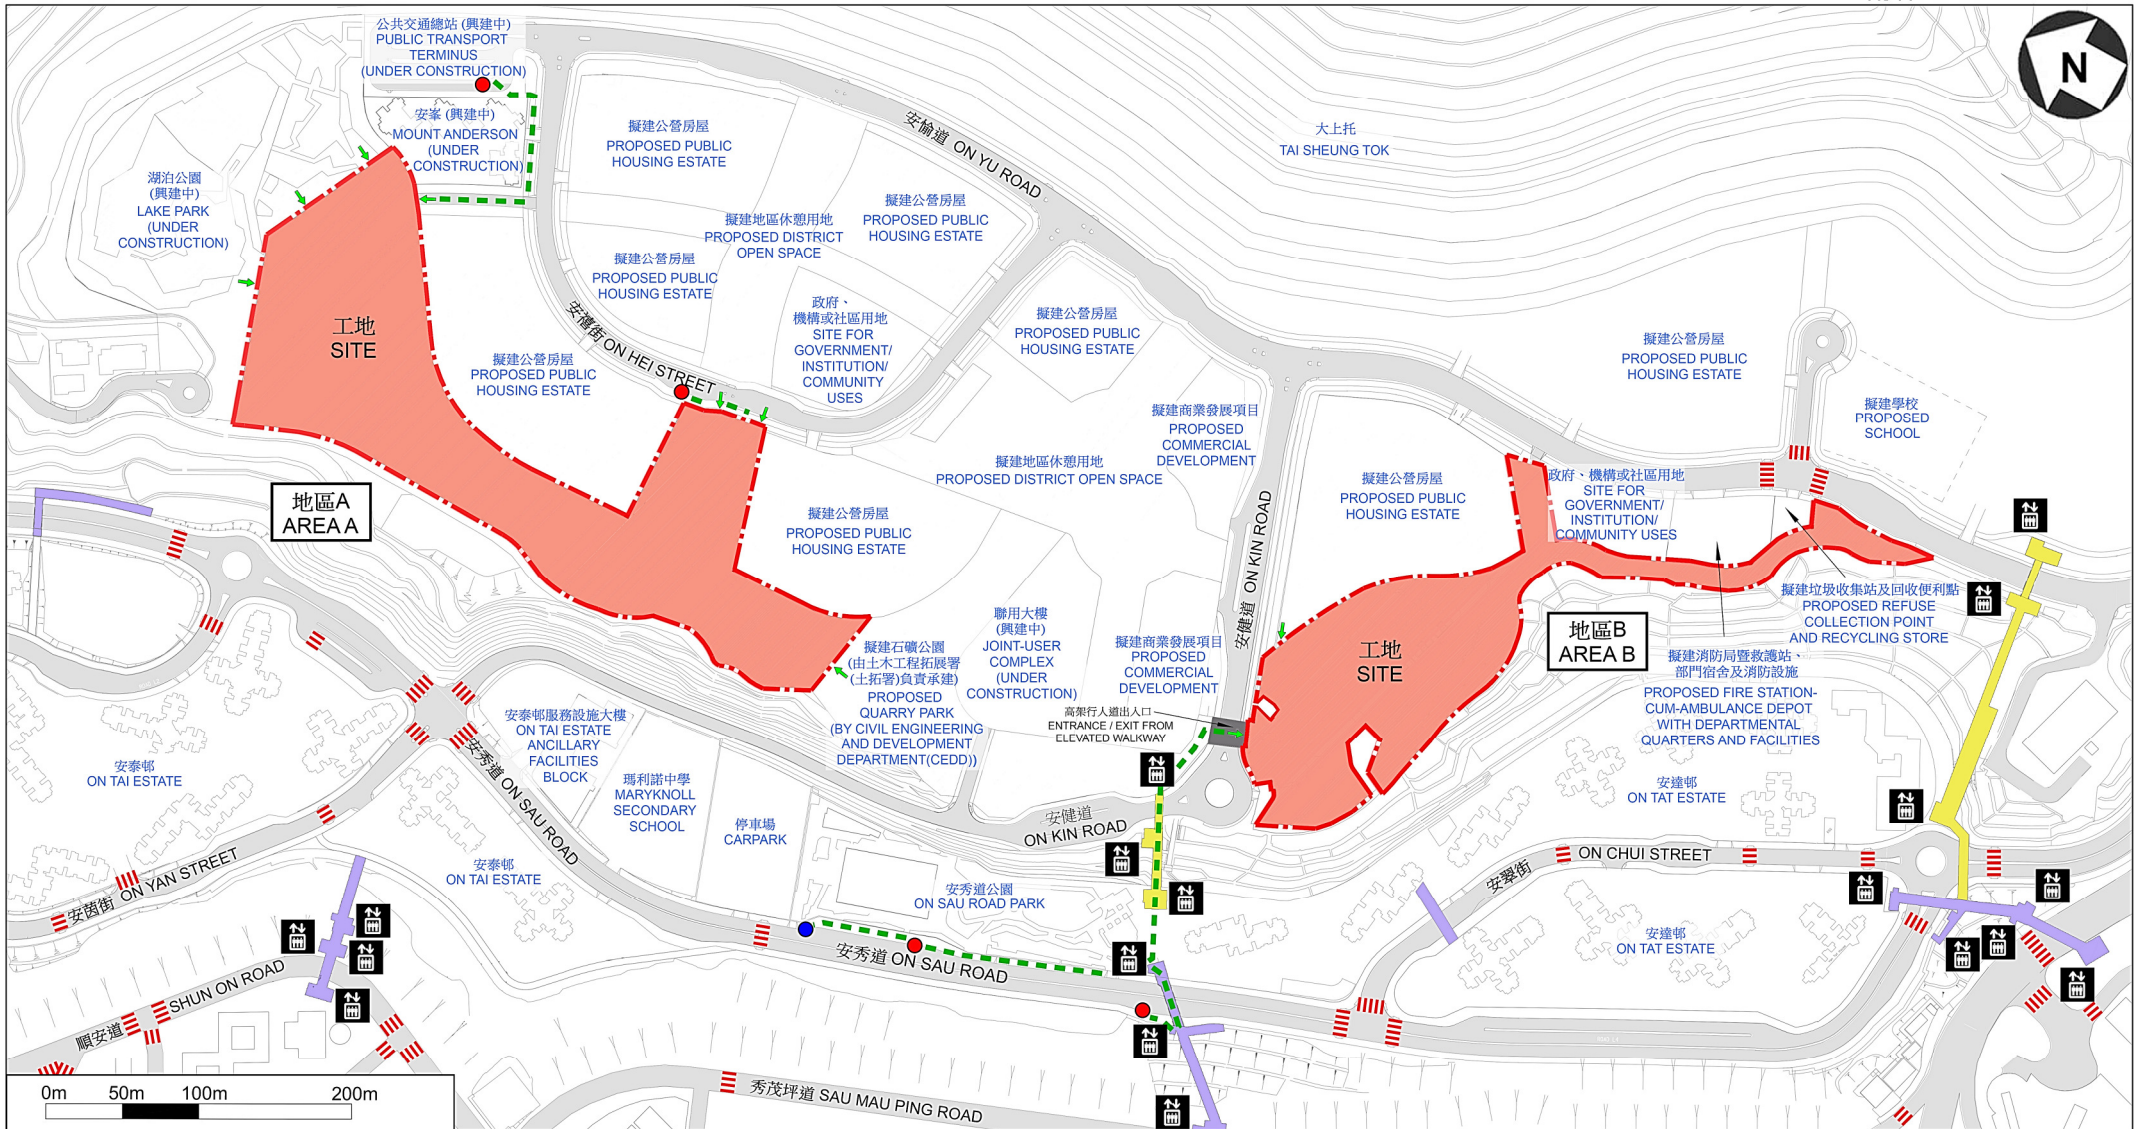 公共交通總站 (興建中)
PUBLIC TRANSPORT
TERMINUS
(UNDER CONSTRUCTION)
N
安峯 (興建中)
MOUNT ANDERSON
(UNDER
CONSTRUCTION)
湖泊公園
(興建中)
LAKE PARK
(UNDER
CONSTRUCTION)
擬建公營房屋
PROPOSED PUBLIC
HOUSING ESTATE
安愉道 ON YU ROAD
大上托
TAI SHEUNG TOK
擬建地區休憩用地
PROPOSED DISTRICT
OPEN SPACE
擬建公營房屋
PROPOSED PUBLIC
HOUSING ESTATE
擬建公營房屋
PROPOSED PUBLIC
HOUSING ESTATE
政府、
機構或社區用地
SITE FOR
GOVERNMENT/
INSTITUTION/
COMMUNITY
USES
擬建公營房屋
PROPOSED PUBLIC
HOUSING ESTATE
工地
SITE
安禧街 ON HEI STREET
擬建公營房屋
PROPOSED PUBLIC
HOUSING ESTATE
擬建公營房屋
PROPOSED PUBLIC
HOUSING ESTATE
擬建學校
PROPOSED
SCHOOL
擬建商業發展項目
PROPOSED
COMMERCIAL
DEVELOPMENT
擬建地區休憩用地
PROPOSED DISTRICT OPEN SPACE
擬建公營房屋
PROPOSED PUBLIC
HOUSING ESTATE
政府、機構或社區用地
SITE FOR
GOVERNMENT/
INSTITUTION/
COMMUNITY USES
地區A
AREA A
擬建公營房屋
PROPOSED PUBLIC
HOUSING ESTATE
安健道 ON KIN ROAD
擬建垃圾收集站及回收便利點
PROPOSED REFUSE
COLLECTION POINT
AND RECYCLING STORE
聯用大樓
(興建中)
JOINT-USER
COMPLEX
(UNDER
CONSTRUCTION)
擬建商業發展項目
PROPOSED
COMMERCIAL
DEVELOPMENT
工地
SITE
地區B
AREA B
擬建石礦公園
(由土木工程拓展署
(土拓署)負責承建)
PROPOSED
QUARRY PARK
(BY CIVIL ENGINEERING
AND DEVELOPMENT
DEPARTMENT(CEDD))
擬建消防局暨救護站、
部門宿舍及消防設施
PROPOSED FIRE STATION-
CUM-AMBULANCE DEPOT
WITH DEPARTMENTAL
QUARTERS AND FACILITIES
高架行人道出入口
ENTRANCE / EXIT FROM
ELEVATED WALKWAY
安泰邨服務設施大樓
ON TAI ESTATE
ANCILLARY
FACILITIES
BLOCK
安泰邨
ON TAI ESTATE
安秀道 ON SAU ROAD
瑪利諾中學
MARYKNOLL
SECONDARY
SCHOOL
停車場
CARPARK
安健道
ON KIN ROAD
安達邨
ON TAT ESTATE
安茵街 ON YAN STREET
安泰邨
ON TAI ESTATE
安秀道公園
ON SAU ROAD PARK
安翠街 ON CHUI STREET
安達邨
ON TAT ESTATE
安秀道 ON SAU ROAD
順安道 SHUN ON ROAD
秀茂坪道 SAU MAU PING ROAD
0m 50m 100m 200m